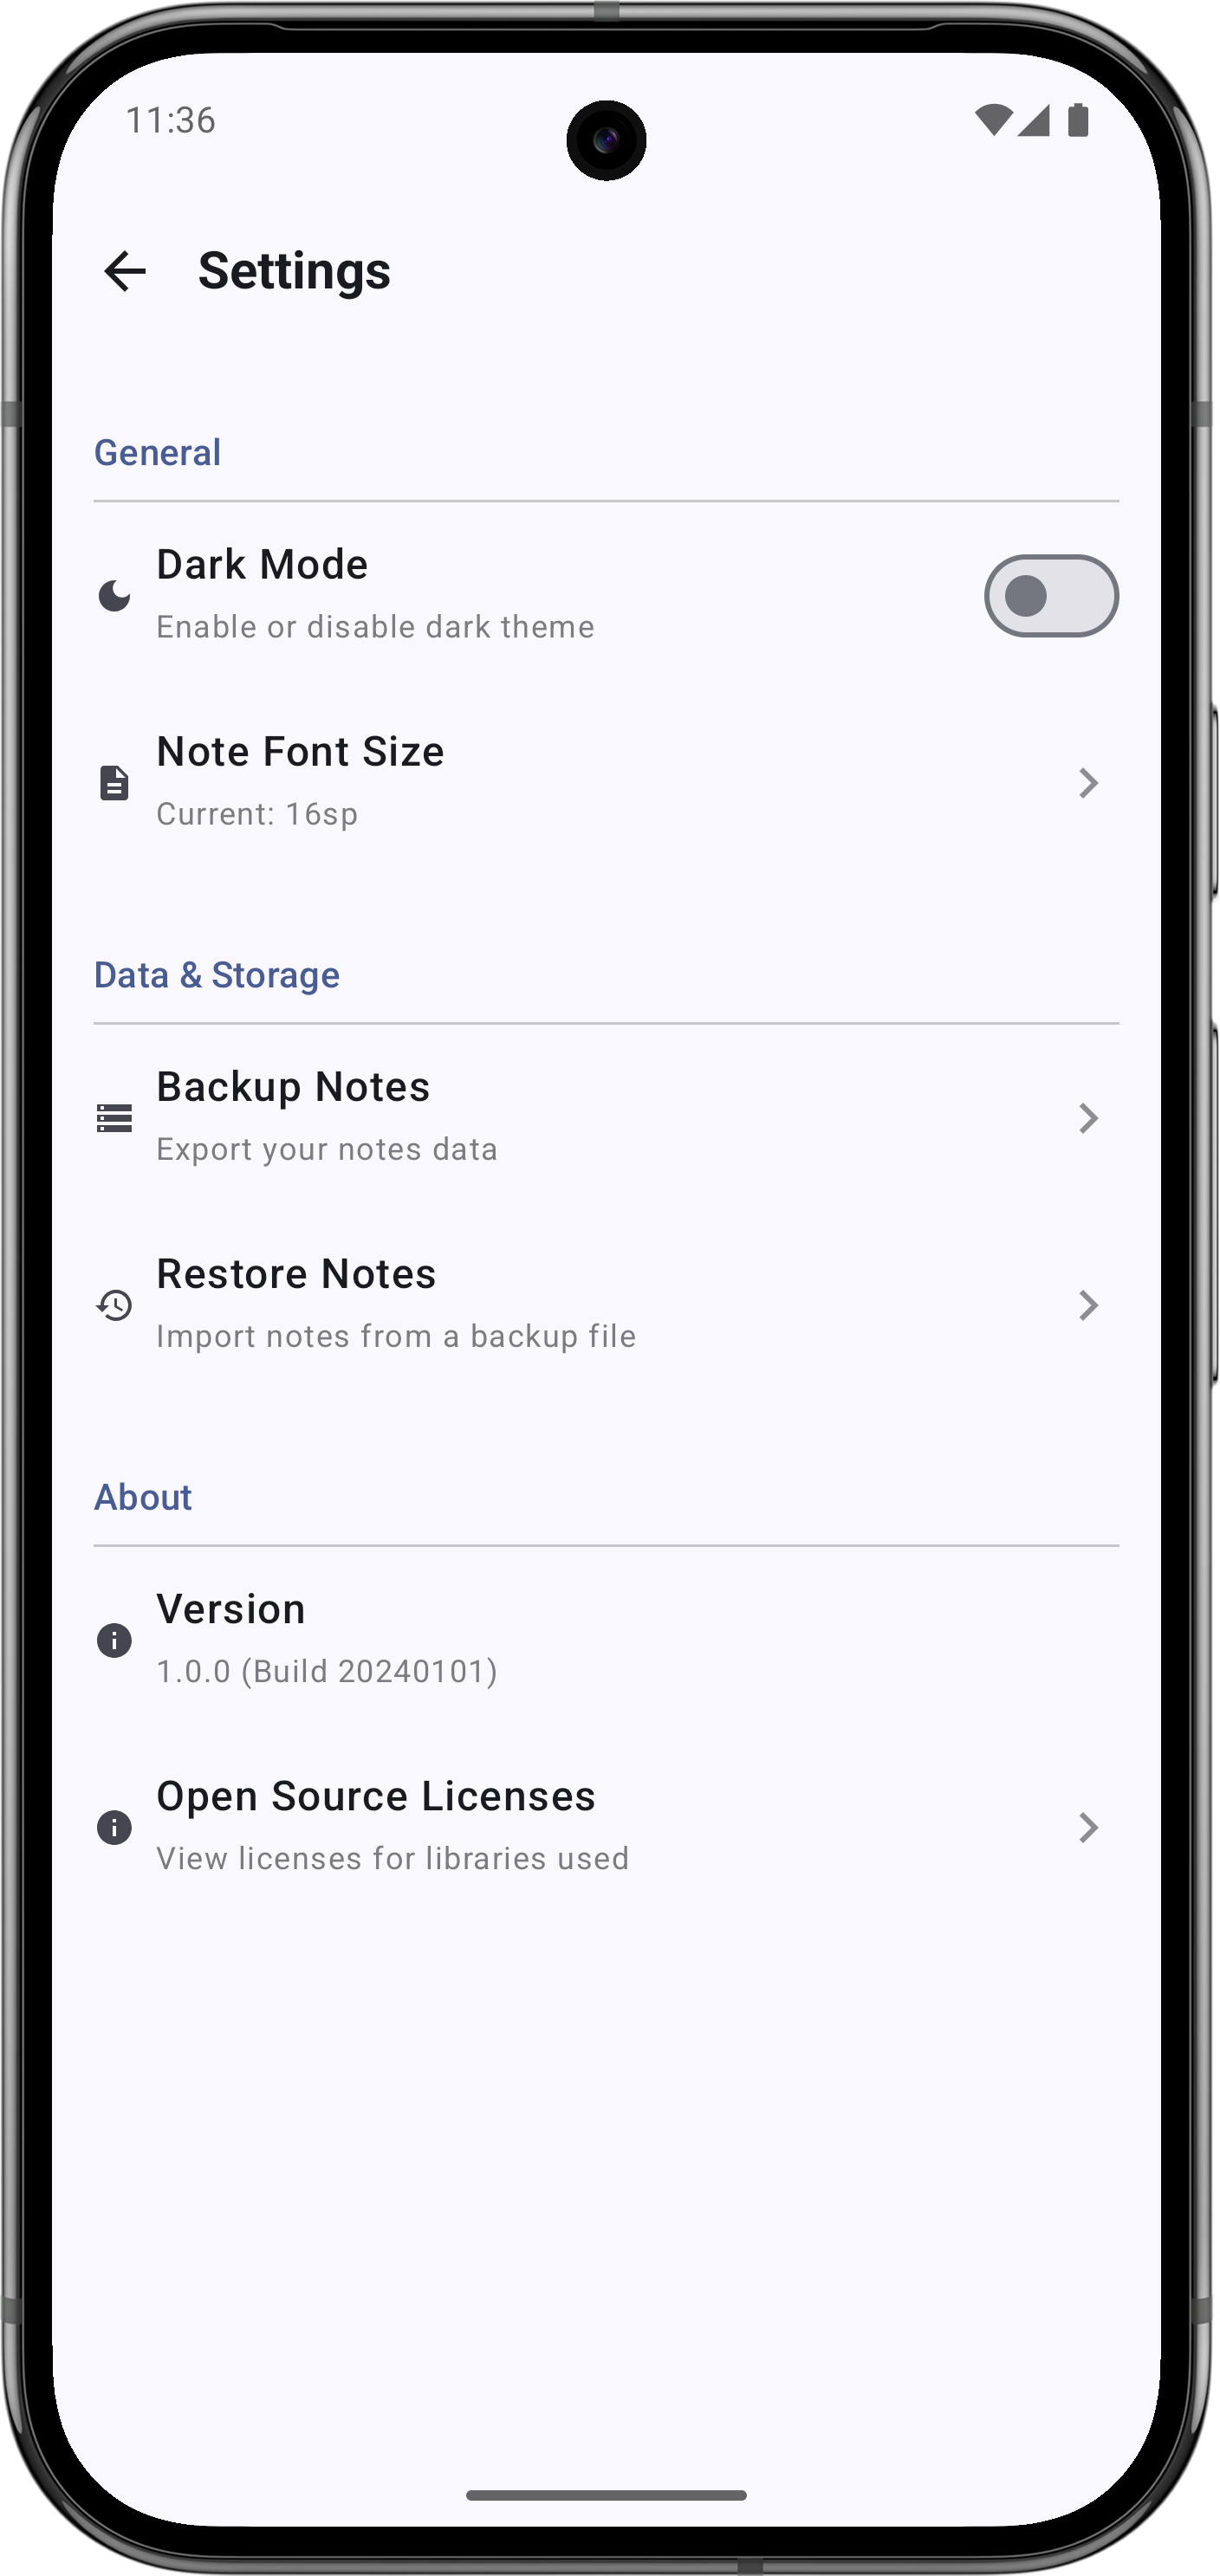 11:36
Settings
General
Dark Mode
Enable or disable dark theme
Note Font Size
Current: 16sp
Data & Storage
Backup Notes
Export your notes data
Restore Notes
Import notes from a backup file
About
Version
1.0.0 (Build 20240101)
Open Source Licenses
View licenses for libraries used